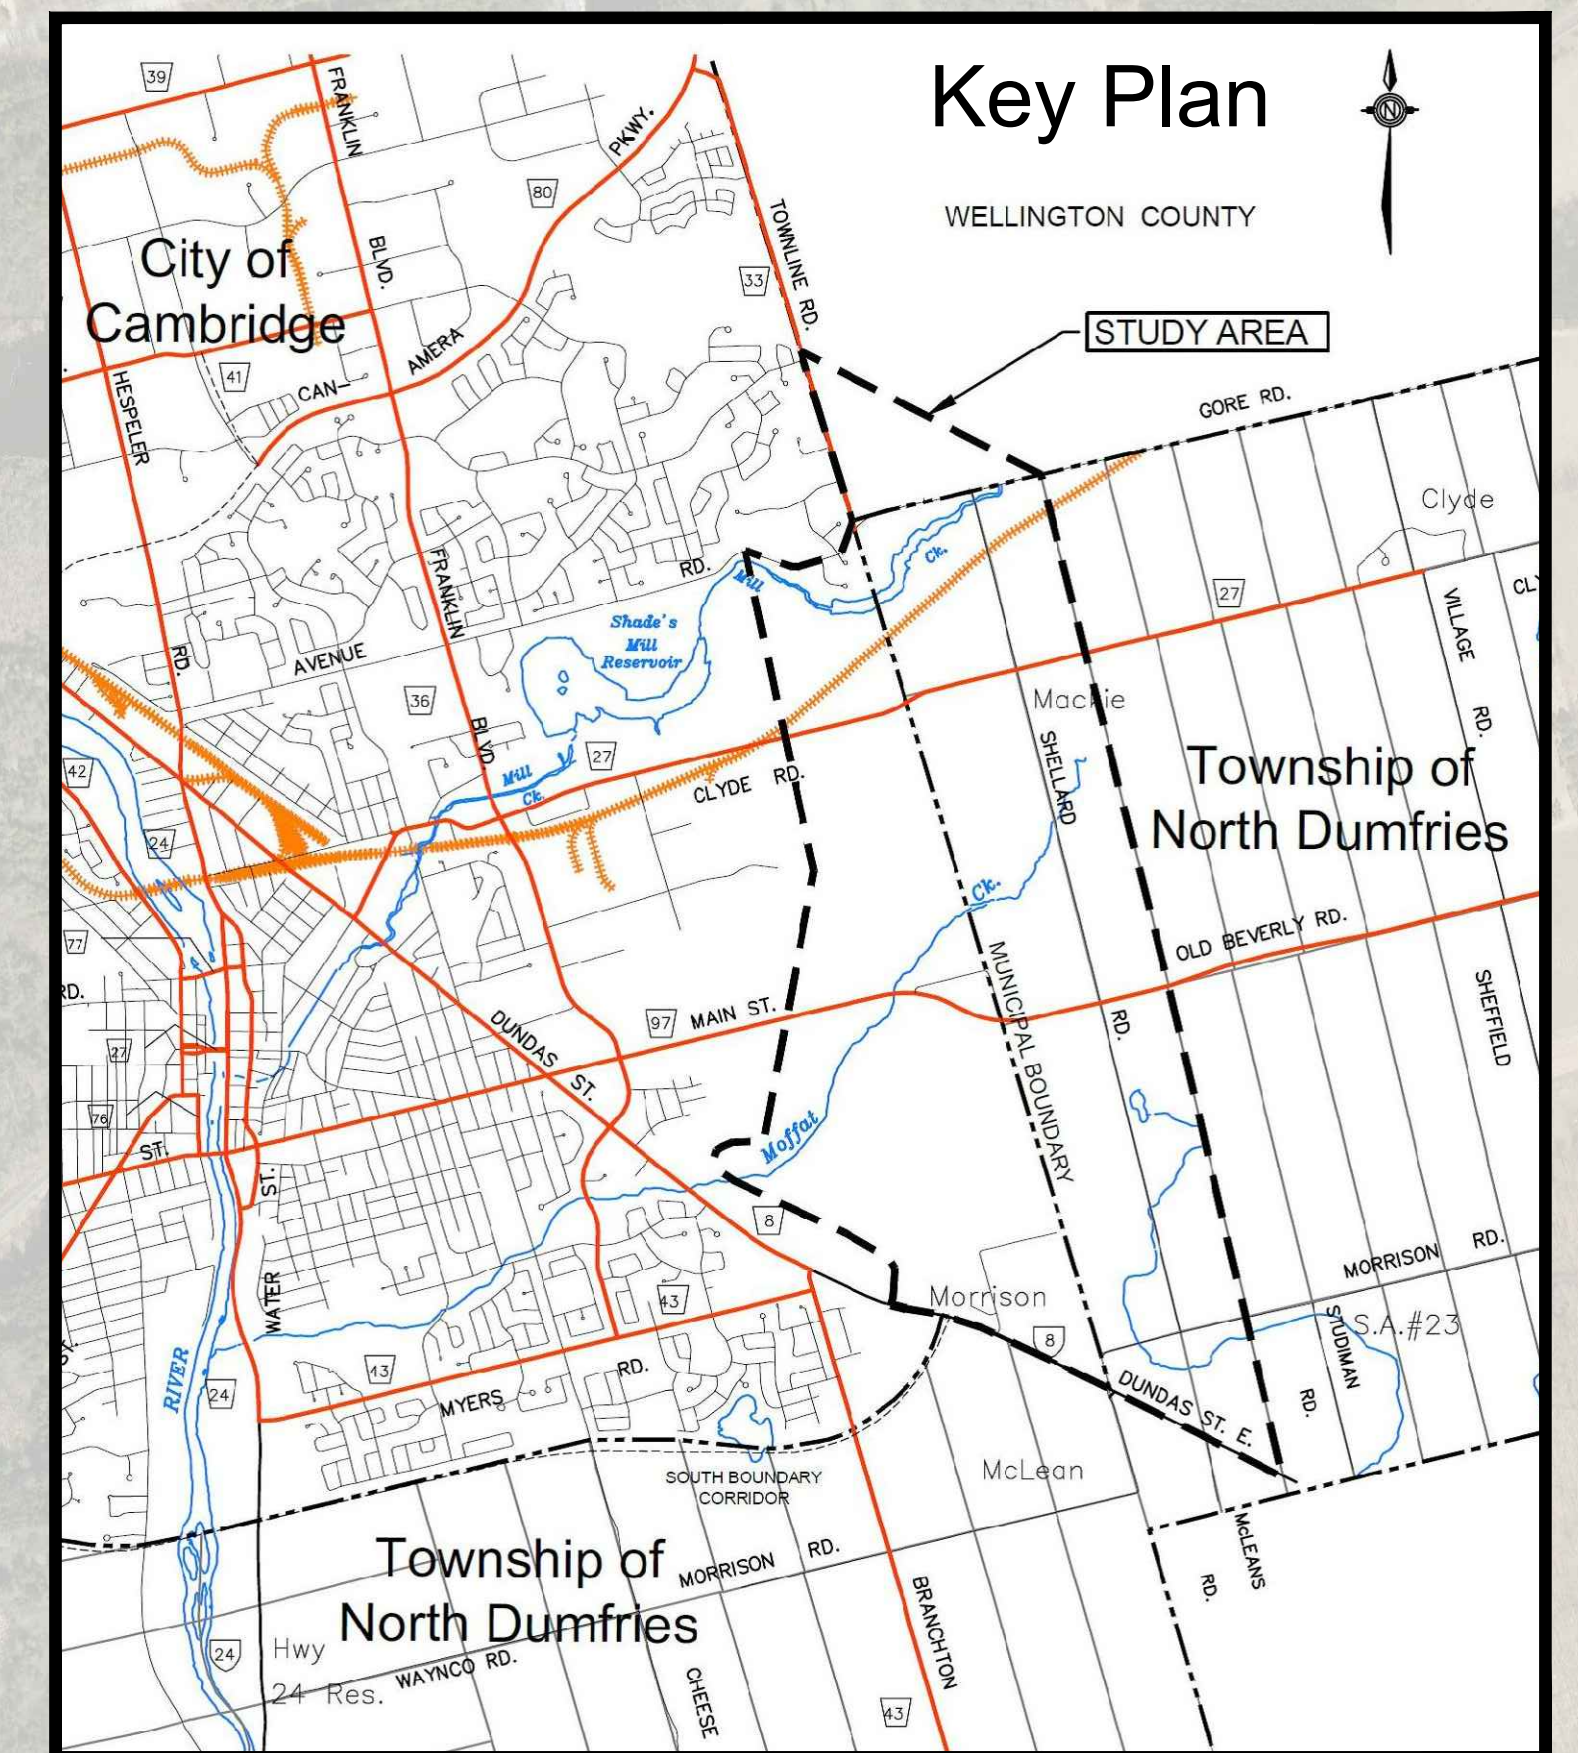 Key Plan
N
WELLINGTON COUNTY
STUDY AREA
39
FRANKLIN
BLVD.
PKWY.
80
TOWNLINE RD.
33
City of
Cambridge
41
CAN-
AMERA
HESPELER
RD.
GORE RD.
Clyde
27
VILLAGE
RD.
CL
FRANKLIN
BLVD
RD.
AVENUE
Mill
Ck.
Shade's
Mill
Reservoir
36
Mackie
SHELLARD
RD.
Township of
North Dumfries
42
Mill
Ck.
27
CLYDE RD.
24
77
RD.
27
76
ST.
Ck.
OLD BEVERLY RD.
SHEFFIELD
MUNICIPAL BOUNDARY
97
MAIN ST.
DUNDAS ST.
Moffat
8
ST.
WATER
RIVER
43
Morrison
8
MORRISON RD.
S.A.#23
STUDIMAN
RD.
DUNDAS ST. E.
24
43
MYERS
RD.
ST.
McLean
SOUTH BOUNDARY
CORRIDOR
Township of
North Dumfries
MORRISON RD.
McLEANS
RD.
BRANCHTON
24
Hwy
24 Res.
WAYNCO RD.
CHEESE
43